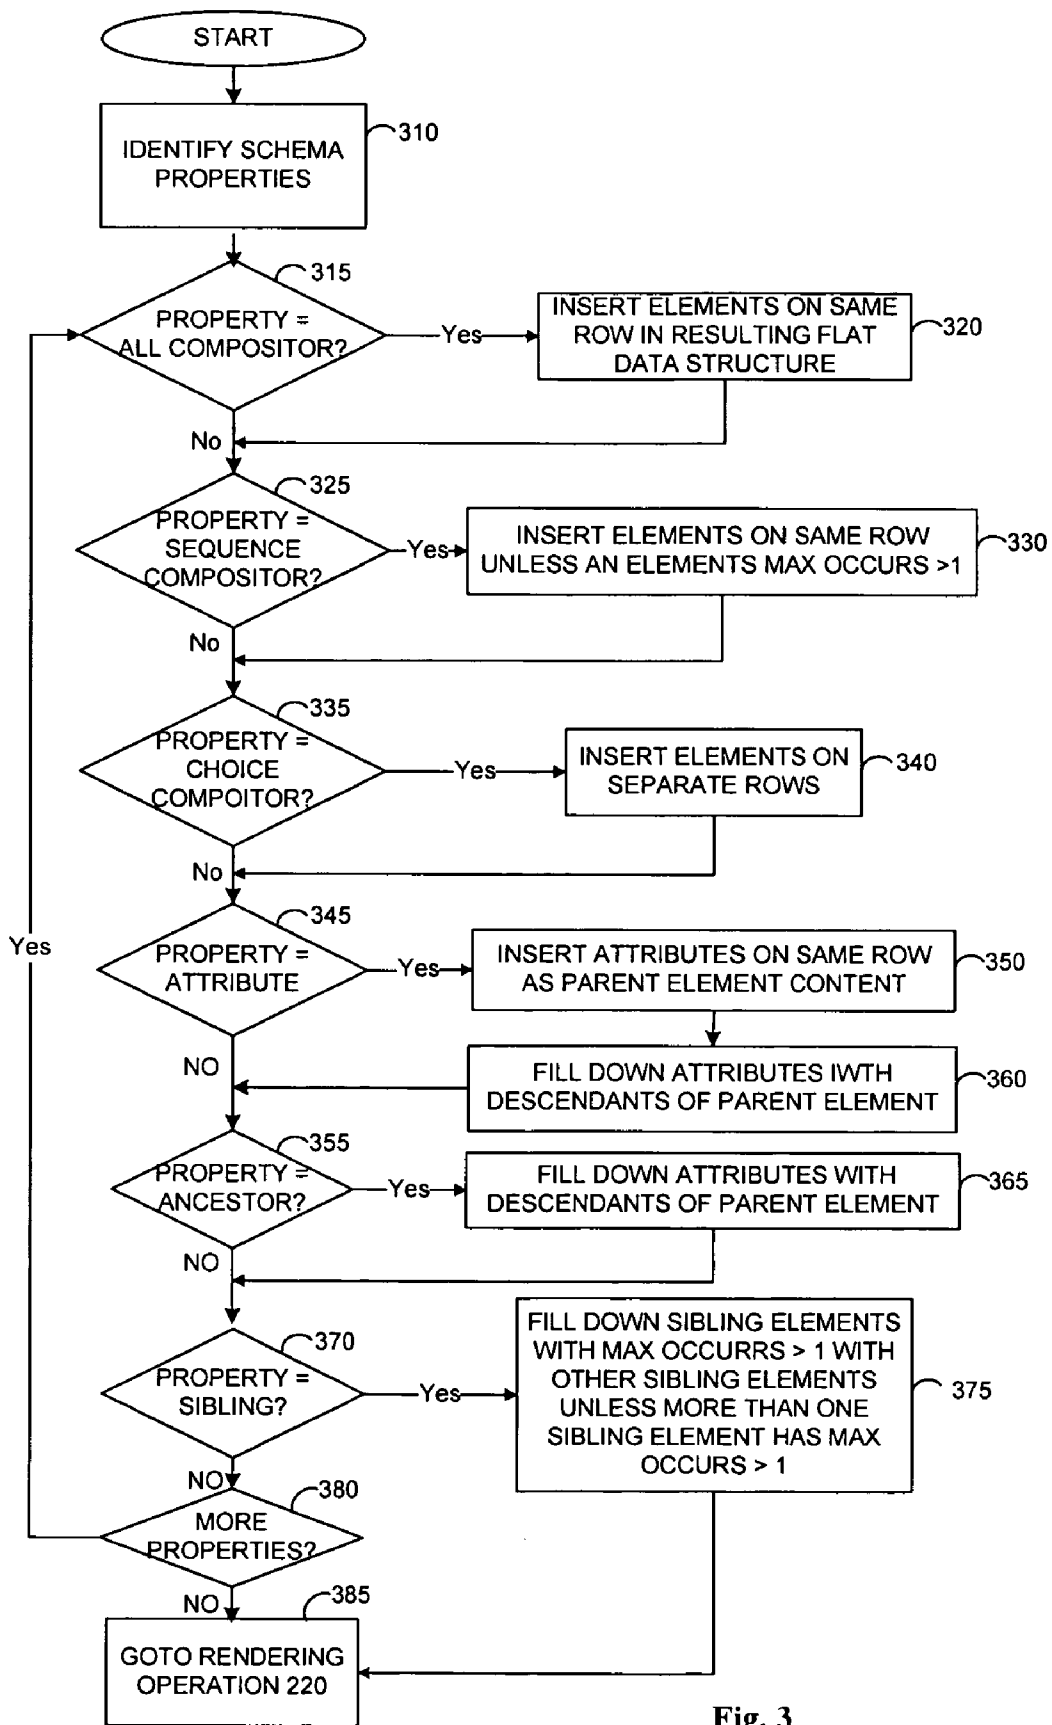 START
IDENTIFY SCHEMA
PROPERTIES
310
PROPERTY =
ALL COMPOSITOR?
315
Yes
INSERT ELEMENTS ON SAME
ROW IN RESULTING FLAT
DATA STRUCTURE
320
No
PROPERTY =
SEQUENCE
COMPOSITOR?
325
Yes
INSERT ELEMENTS ON SAME ROW
UNLESS AN ELEMENTS MAX OCCURS >1
330
No
PROPERTY =
CHOICE
COMPOITOR?
335
Yes
INSERT ELEMENTS ON
SEPARATE ROWS
340
No
PROPERTY =
ATTRIBUTE
345
Yes
INSERT ATTRIBUTES ON SAME ROW
AS PARENT ELEMENT CONTENT
350
Yes
NO
FILL DOWN ATTRIBUTES IWTH
DESCENDANTS OF PARENT ELEMENT
360
PROPERTY =
ANCESTOR?
355
Yes
FILL DOWN ATTRIBUTES WITH
DESCENDANTS OF PARENT ELEMENT
365
NO
PROPERTY =
SIBLING?
370
Yes
FILL DOWN SIBLING ELEMENTS
WITH MAX OCCURRS > 1 WITH
OTHER SIBLING ELEMENTS
UNLESS MORE THAN ONE
SIBLING ELEMENT HAS MAX
OCCURS > 1
375
NO
MORE
PROPERTIES?
380
NO
GOTO RENDERING
OPERATION 220
385
Fig. 3